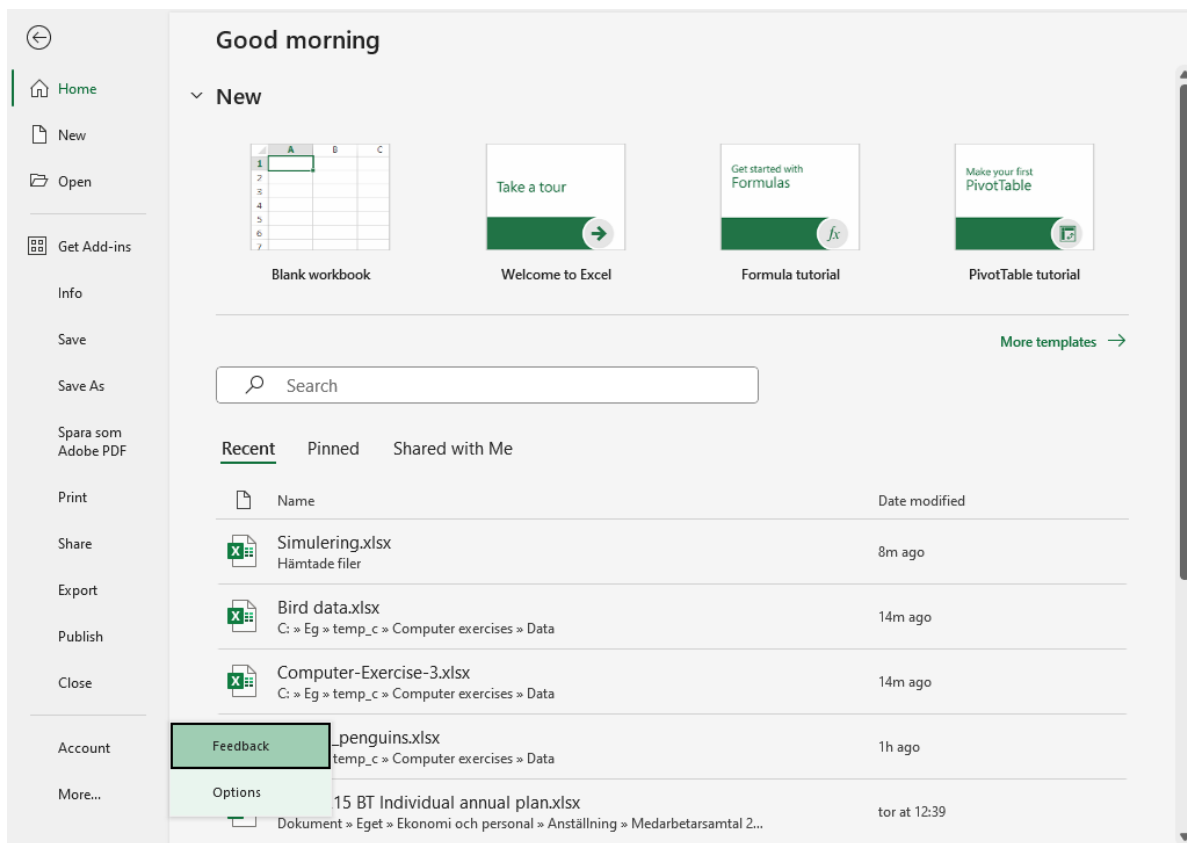 Good morning
Home
New
Open
Get Add-ins
Info
Save
Save As
Spara som
Adobe PDF
Print
Share
Export
Publish
Close
Account
More...
Feedback
Options
New
A B C
1
2
3
4
5
6
7
Blank workbook
Take a tour
Welcome to Excel
Get started with
Formulas
fx
Formula tutorial
Make your first
PivotTable
PivotTable tutorial
More templates
Search
Recent Pinned Shared with Me
Name Date modified
Simulering.xlsx
Hämtade filer
8m ago
Bird data.xlsx
C: » Eg » temp_c » Computer exercises » Data
14m ago
Computer-Exercise-3.xlsx
C: » Eg » temp_c » Computer exercises » Data
14m ago
_penguins.xlsx
temp_c » Computer exercises » Data
1h ago
15 BT Individual annual plan.xlsx
Dokument » Eget » Ekonomi och personal » Anställning » Medarbetarsamtal 2...
tor at 12:39